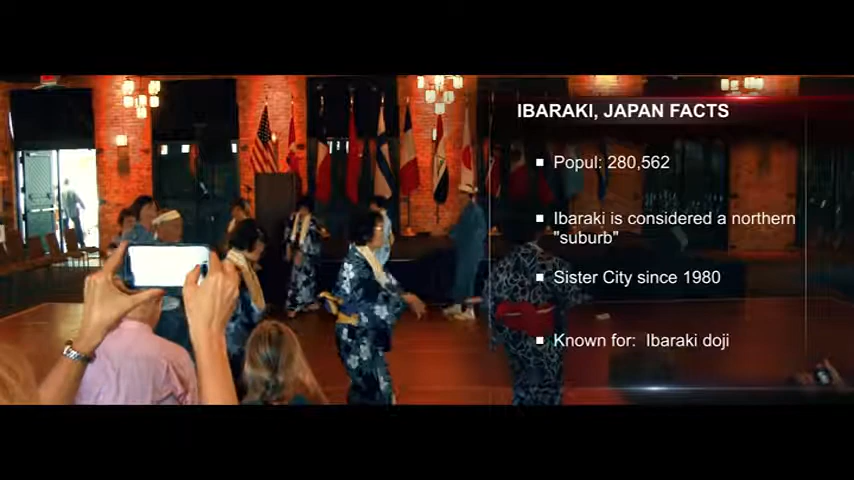 IBARAKI, JAPAN FACTS
Popul: 280,562
Ibaraki is considered a northern
"suburb"
Sister City since 1980
Known for:  Ibaraki doji